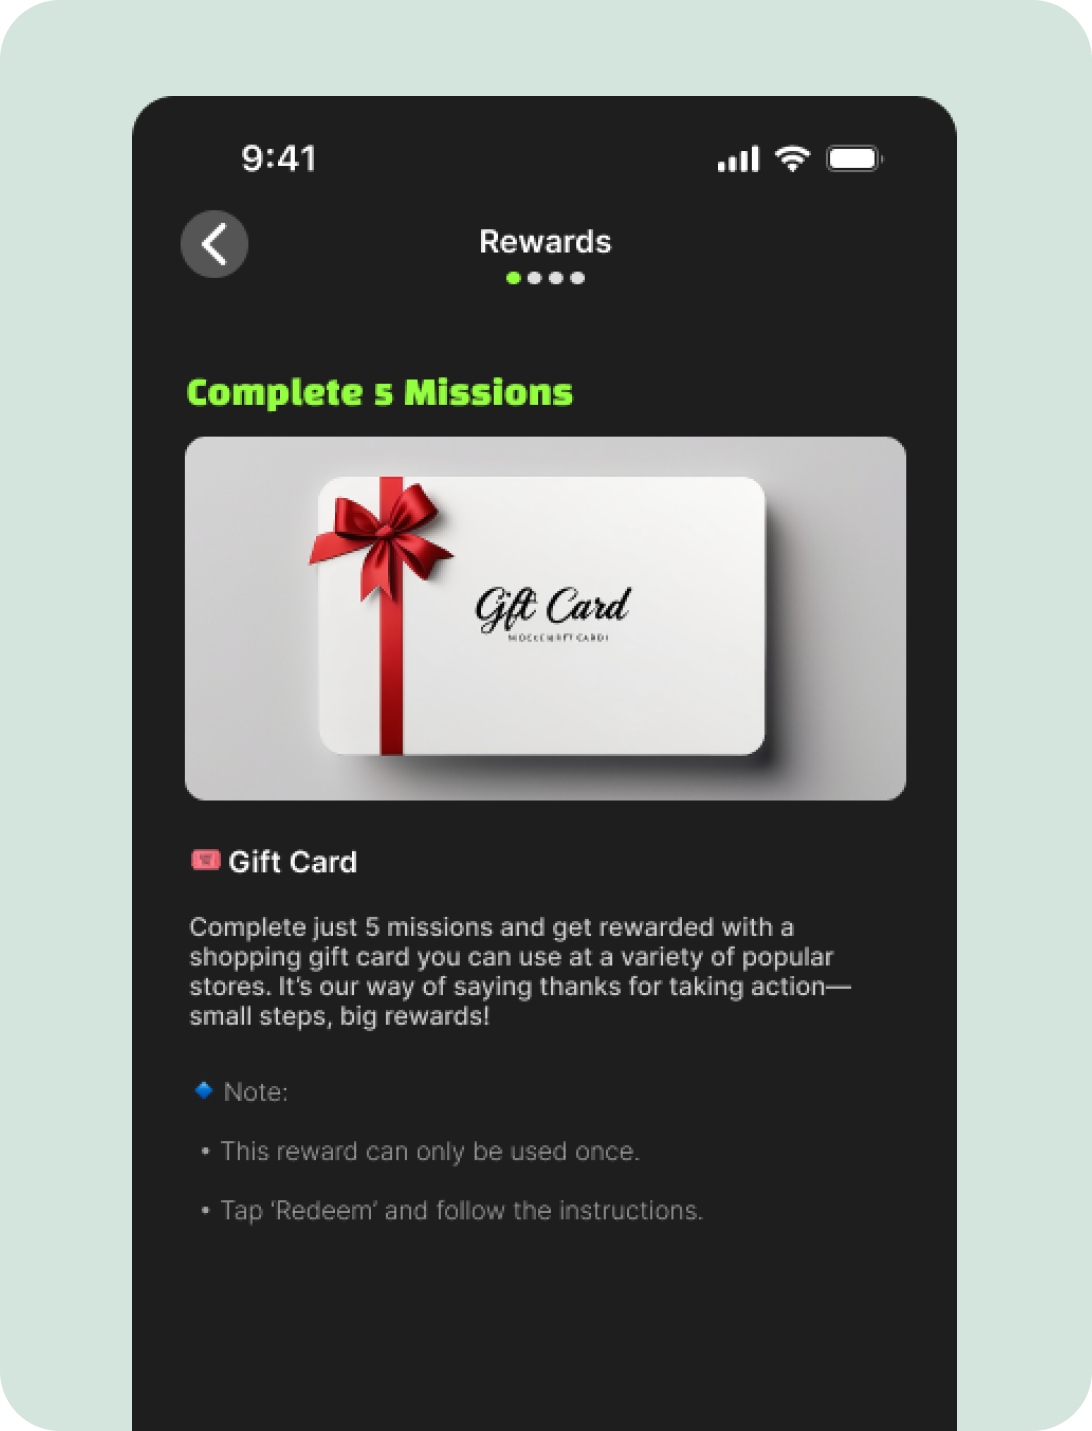 9:41
Rewards
Complete 5 Missions
Gift Card
Gift Card
Complete just 5 missions and get rewarded with a
shopping gift card you can use at a variety of popular
stores. It’s our way of saying thanks for taking action—
small steps, big rewards!
Note:
• This reward can only be used once.
• Tap ‘Redeem’ and follow the instructions.